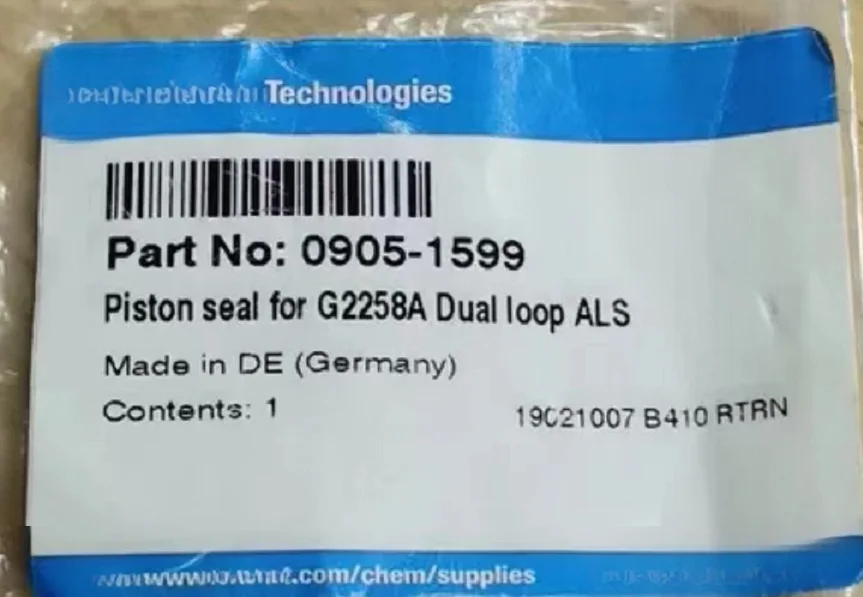 Technologies
Part No: 0905-1599
Piston seal for G2258A Dual loop ALS
Made in DE (Germany)
Contents: 1
19021007 B410 RTRN
.com/chem/supplies